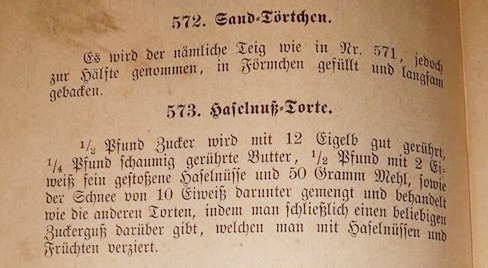 572. Sand-Törtchen.
Es wird der nämliche Teig wie in Nr. 571, jedoch
zur Hälfte genommen, in Förmchen gefüllt und langsam
gebacken.
573. Haselnuß-Torte.
1/2 Pfund Zucker wird mit 12 Eigelb gut gerührt,
1/4 Pfund schaumig gerührte Butter, 1/2 Pfund mit 2 Ei-
weiß fein gestoßene Haselnüsse und 50 Gramm Mehl, sowie
der Schnee von 10 Eiweiß darunter gemengt und behandelt
wie die anderen Torten, indem man schließlich einen beliebigen
Zuckerguß darüber gibt, welchen man mit Haselnüssen und
Früchten verziert.